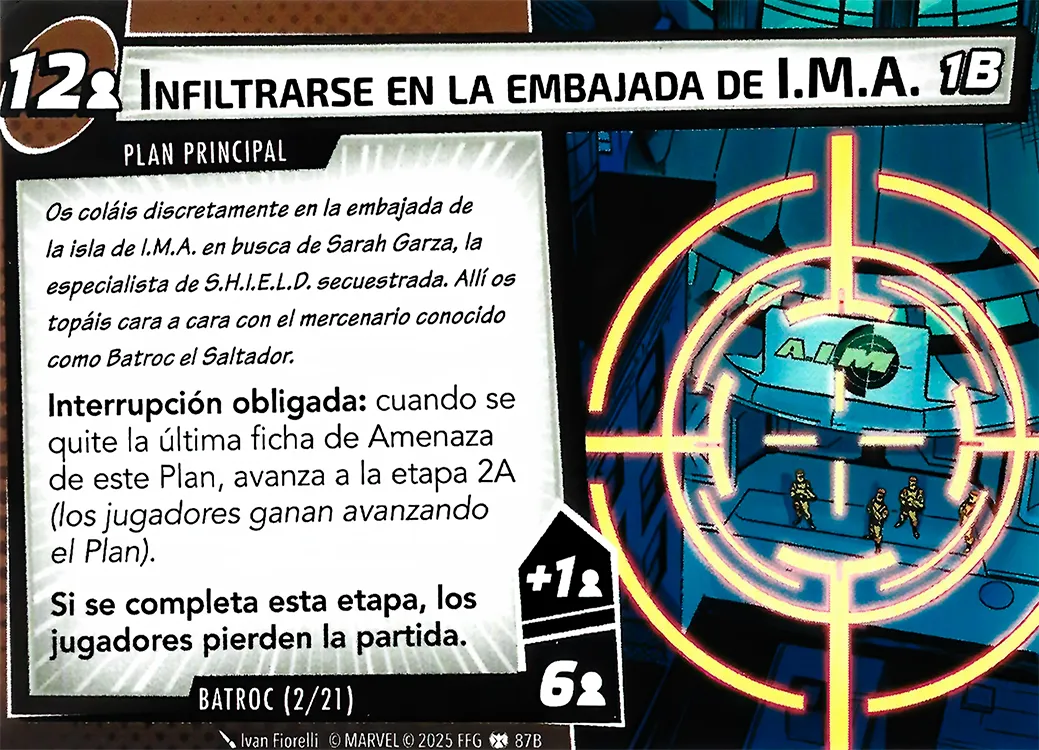 12
INFILTRARSE EN LA EMBAJADA DE I.M.A. 1B
PLAN PRINCIPAL
Os coláis discretamente en la embajada de
la isla de I.M.A. en busca de Sarah Garza, la
especialista de S.H.I.E.L.D. secuestrada. Allí os
topáis cara a cara con el mercenario conocido
como Batroc el Saltador.
Interrupción obligada: cuando se
quite la última ficha de Amenaza
de este Plan, avanza a la etapa 2A
(los jugadores ganan avanzando
el Plan).
Si se completa esta etapa, los
jugadores pierden la partida.
+1
6
BATROC (2/21)
A.I.M
Ivan Fiorelli © MARVEL © 2025 FFG 87B